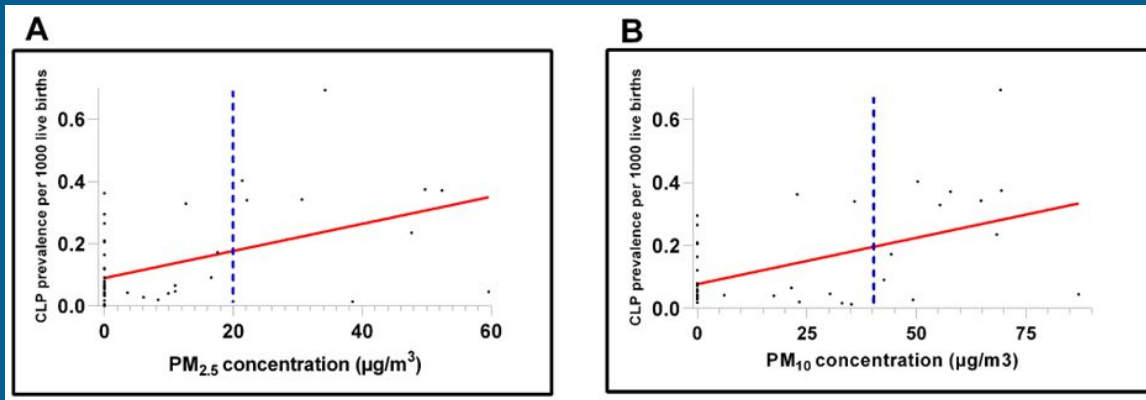 A
CLP prevalence per 1000 live births
0.6
0.4
0.2
0.0
0 20 40 60
PM₂.₅ concentration (µg/m³)
B
CLP prevalence per 1000 live births
0.6
0.4
0.2
0.0
0 25 50 75
PM₁₀ concentration (µg/m3)